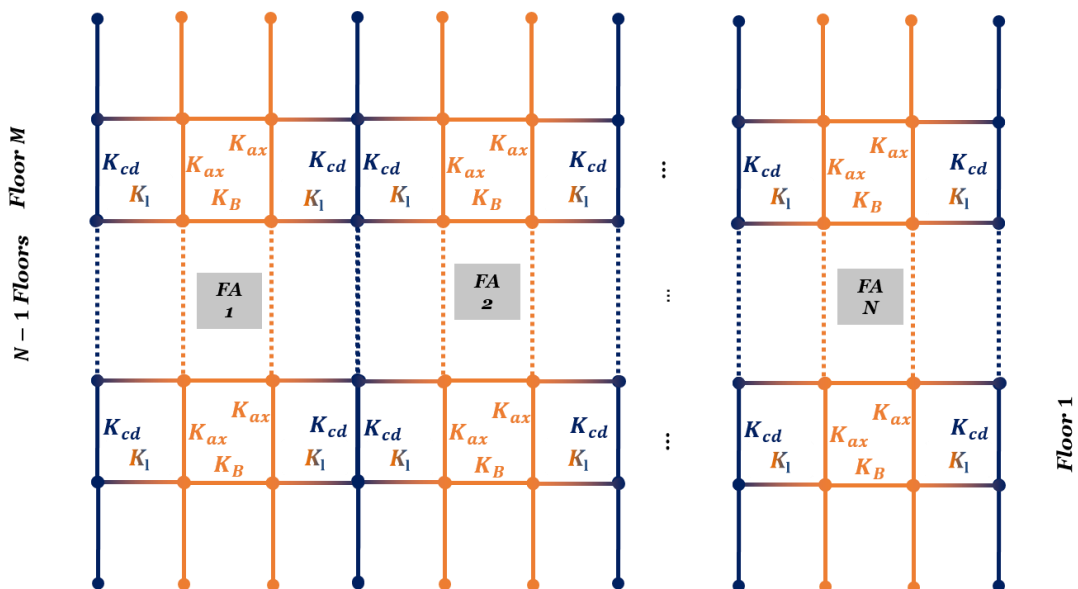 Floor M
K_ax K_ax K_ax
K_cd K_ax K_cd K_cd K_ax K_cd ... K_cd K_ax K_cd
K_l K_B K_l K_l K_B K_l K_l K_B K_l
N − 1 Floors
FA FA ... FA
1 2 N
K_ax K_ax K_ax
K_cd K_ax K_cd K_cd K_ax K_cd ... K_cd K_ax K_cd
K_l K_B K_l K_l K_B K_l K_l K_B K_l
Floor 1